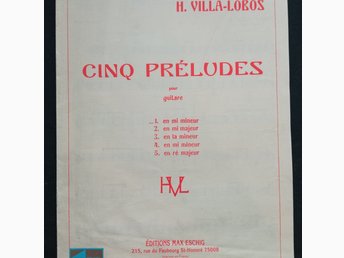 H. VILLA-LOBOS
CINQ PRÉLUDES
pour
guitare
...1. en mi mineur
2. en mi majeur
3. en la mineur
4. en mi mineur
5. en ré majeur
HVL
ÉDITIONS MAX ESCHIG
215, rue du Faubourg St-Honoré 75008